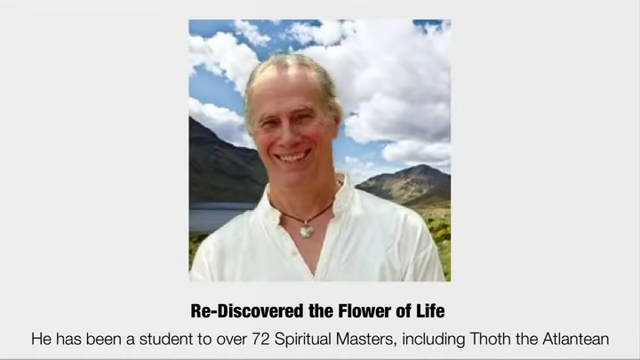 Re-Discovered the Flower of Life
He has been a student to over 72 Spiritual Masters, including Thoth the Atlantean